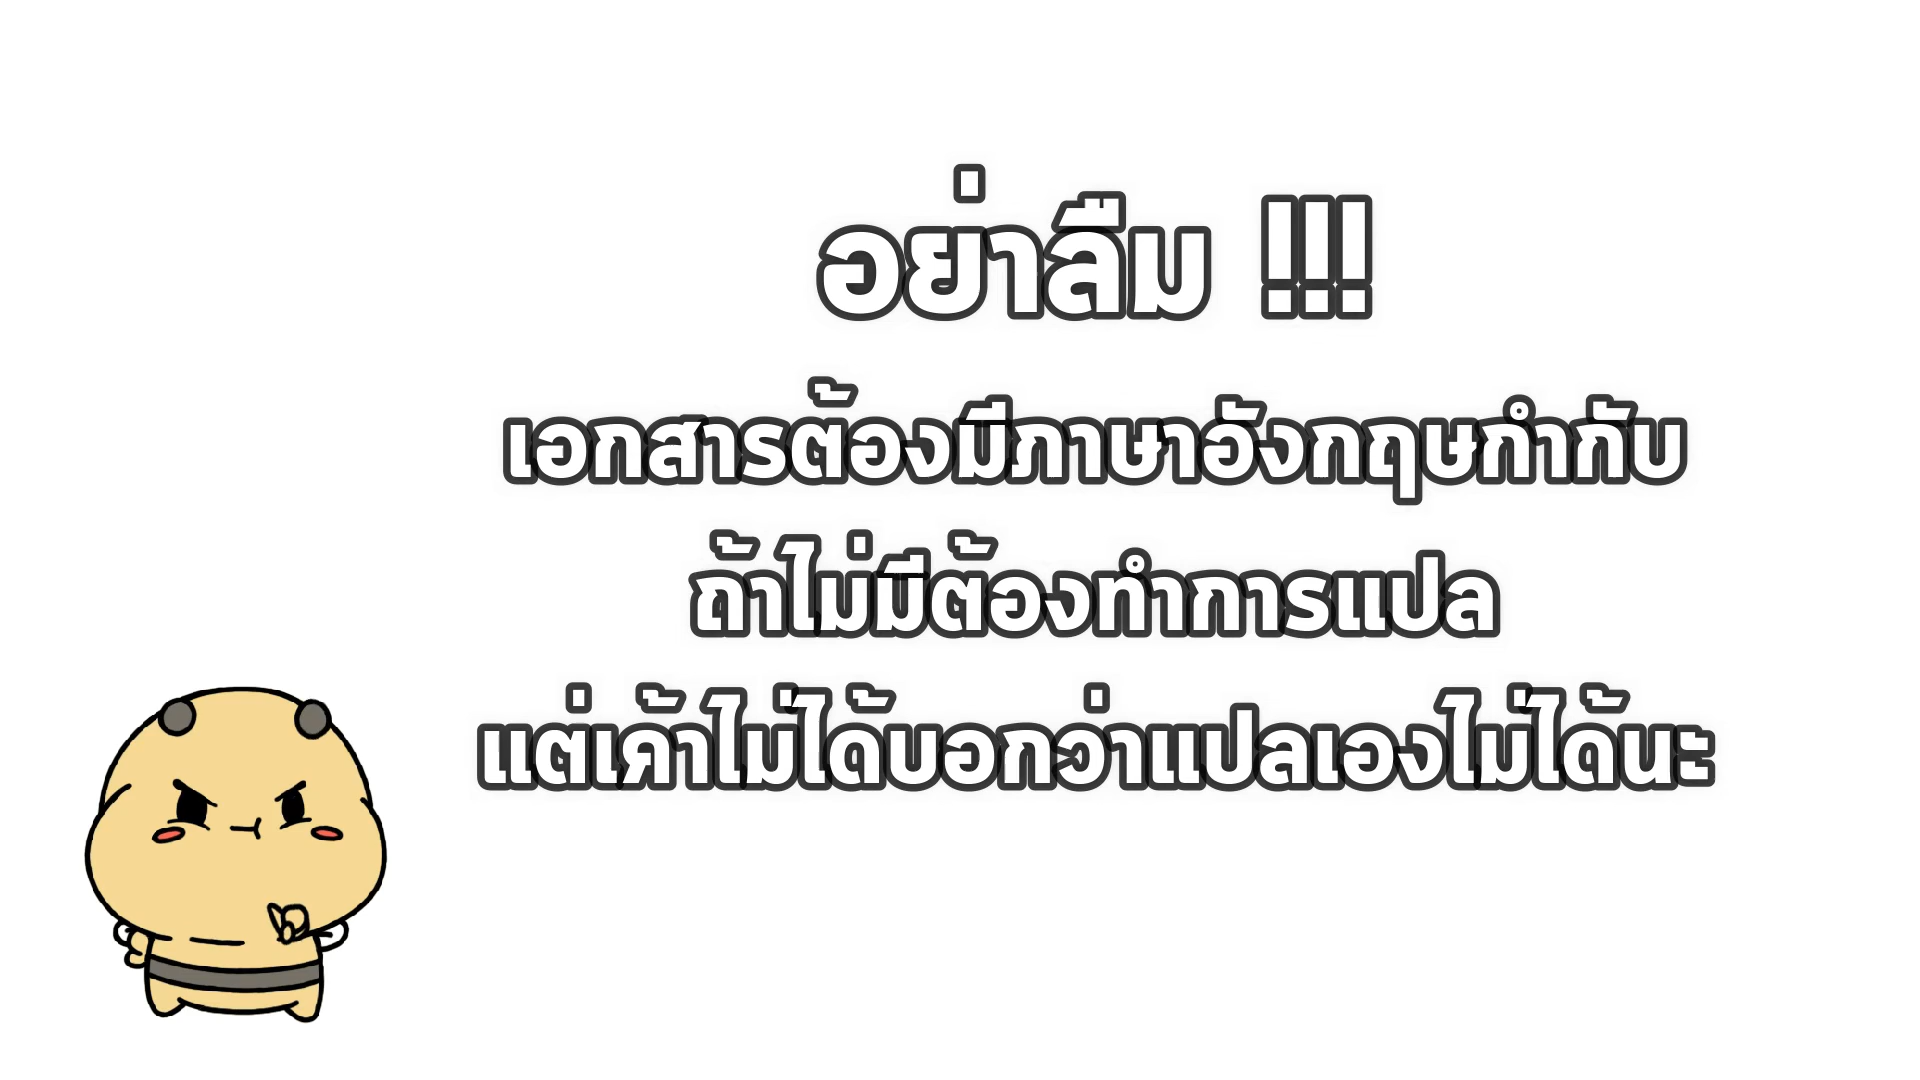 อย่าลืม !!!
เอกสารต้องมีภาษาอังกฤษกำกับ
ถ้าไม่มีต้องทำการแปล
แต่เค้าไม่ได้บอกว่าแปลเองไม่ได้นะ